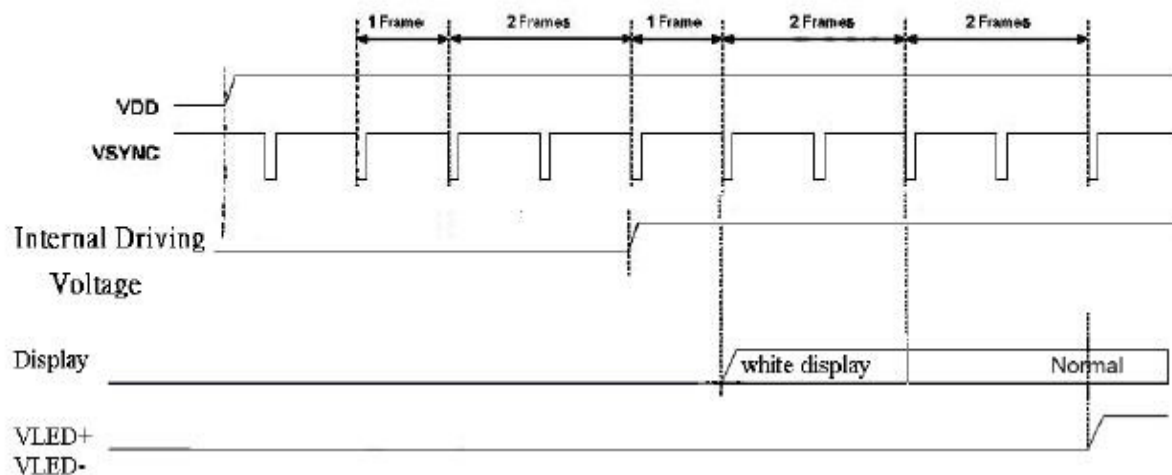 1 Frame 2 Frames 1 Frame 2 Frames 2 Frames
VDD
VSYNC
Internal Driving
Voltage
Display white display Normal
VLED+
VLED-